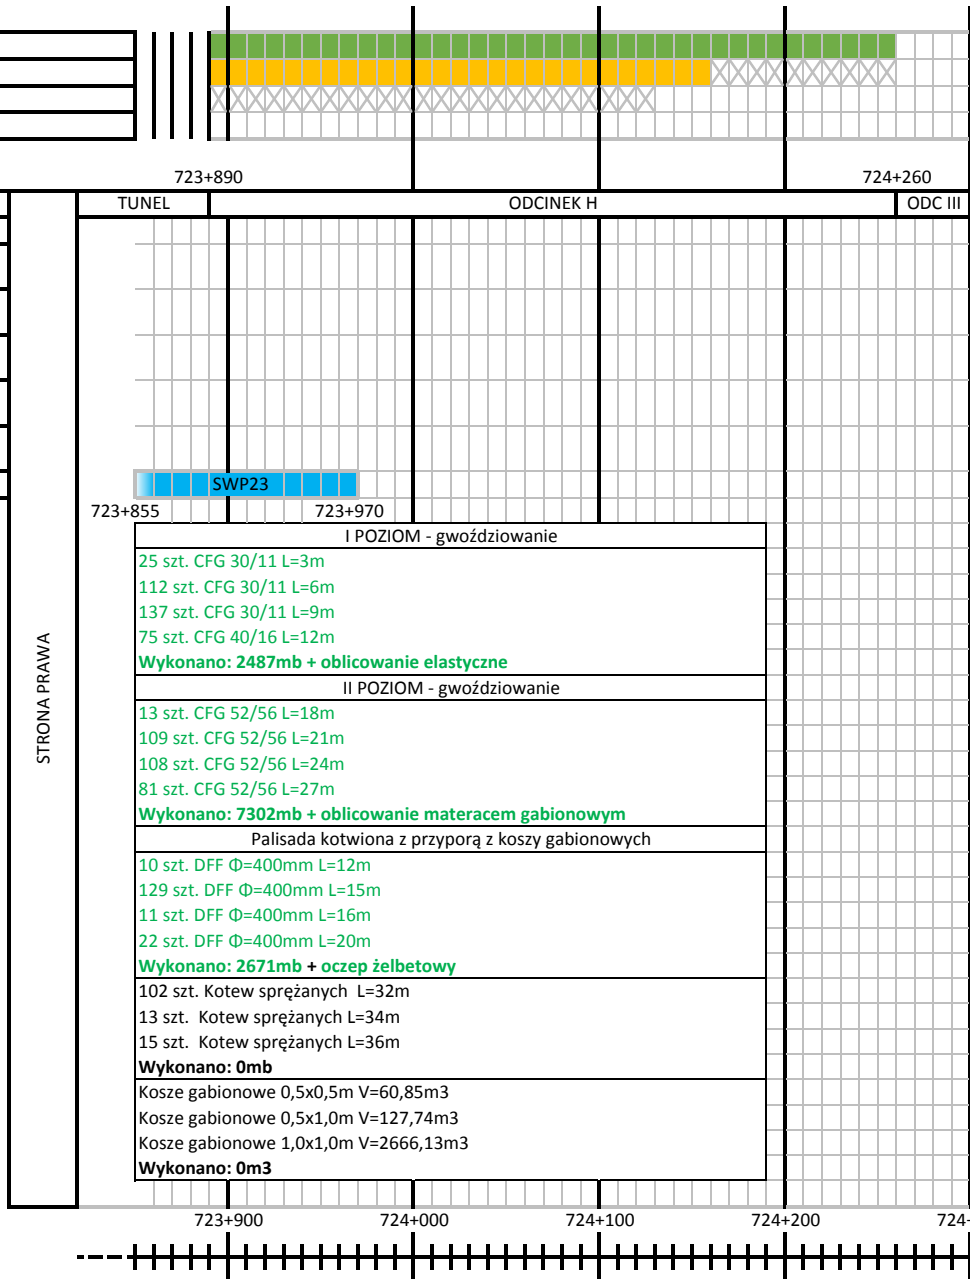 723+890
724+260
TUNEL
ODCINEK H
ODC III
STRONA PRAWA
SWP23
723+855
723+970
I POZIOM - gwoździowanie
25 szt. CFG 30/11 L=3m
112 szt. CFG 30/11 L=6m
137 szt. CFG 30/11 L=9m
75 szt. CFG 40/16 L=12m
Wykonano: 2487mb + oblicowanie elastyczne
II POZIOM - gwoździowanie
13 szt. CFG 52/56 L=18m
109 szt. CFG 52/56 L=21m
108 szt. CFG 52/56 L=24m
81 szt. CFG 52/56 L=27m
Wykonano: 7302mb + oblicowanie materacem gabionowym
Palisada kotwiona z przyporą z koszy gabionowych
10 szt. DFF Φ=400mm L=12m
129 szt. DFF Φ=400mm L=15m
11 szt. DFF Φ=400mm L=16m
22 szt. DFF Φ=400mm L=20m
Wykonano: 2671mb + oczep żelbetowy
102 szt. Kotew sprężanych L=32m
13 szt. Kotew sprężanych L=34m
15 szt. Kotew sprężanych L=36m
Wykonano: 0mb
Kosze gabionowe 0,5x0,5m V=60,85m3
Kosze gabionowe 0,5x1,0m V=127,74m3
Kosze gabionowe 1,0x1,0m V=2666,13m3
Wykonano: 0m3
723+900
724+000
724+100
724+200
724-